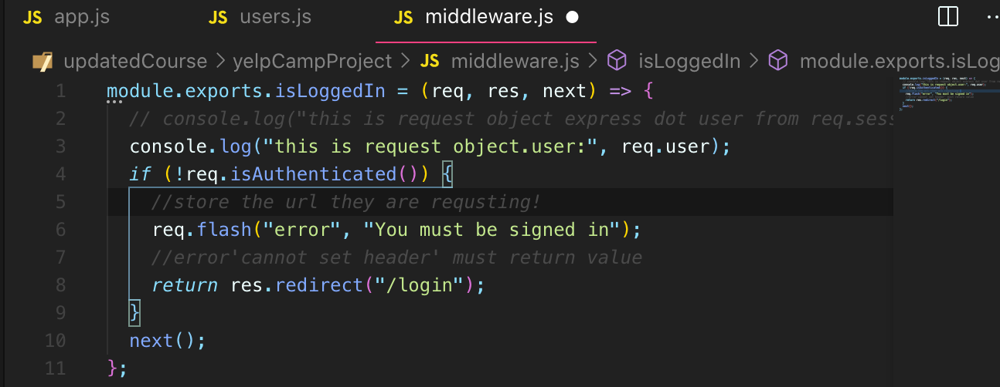 JS app.js JS users.js JS middleware.js
updatedCourse > yelpCampProject > JS middleware.js > isLoggedIn > module.exports.isLog
1 module.exports.isLoggedIn = (req, res, next) => {
2 // console.log("this is request object express dot user from req.sess
3 console.log("this is request object.user:", req.user);
4 if (!req.isAuthenticated()) {
5 //store the url they are requsting!
6 req.flash("error", "You must be signed in");
7 //error'cannot set header' must return value
8 return res.redirect("/login");
9 }
10 next();
11 };